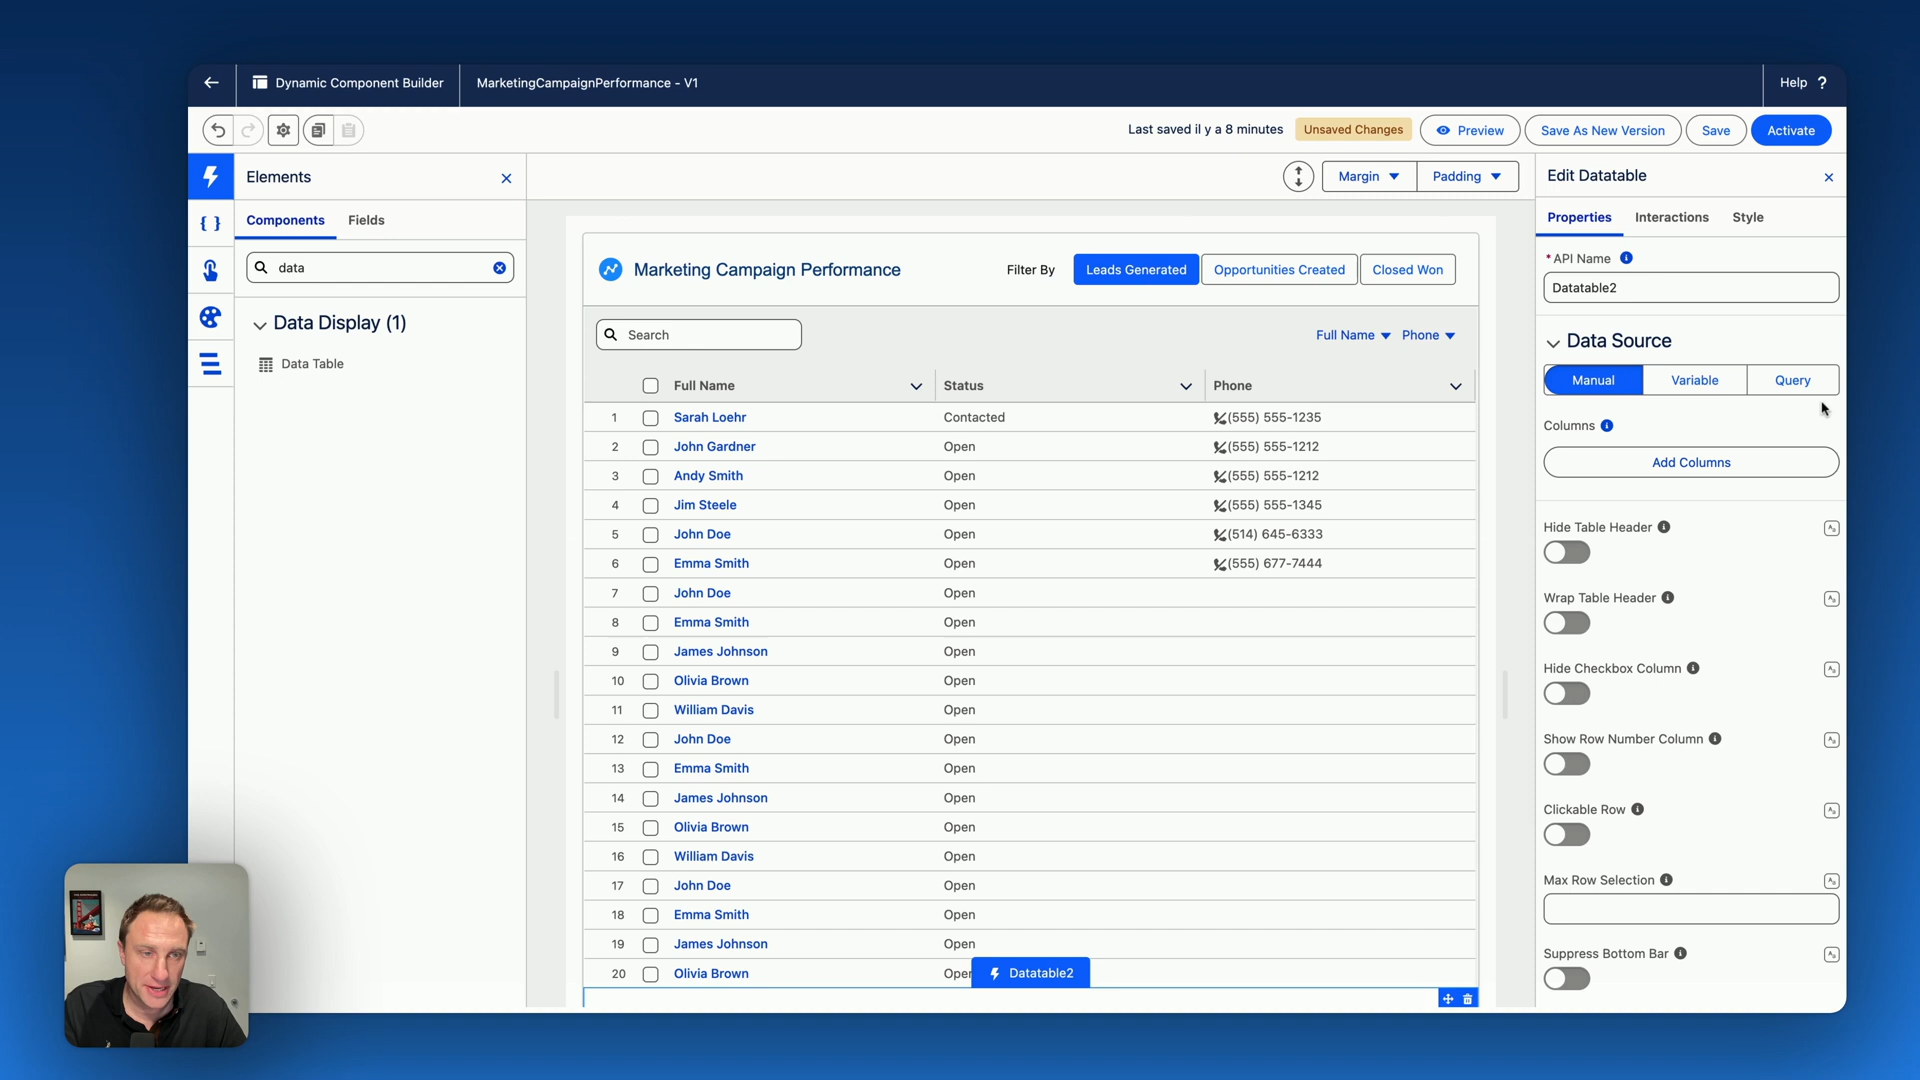 Dynamic Component Builder
MarketingCampaignPerformance - V1
Help ?
Last saved il y a 8 minutes
Unsaved Changes
Preview
Save As New Version
Save
Activate
Elements
Margin
Padding
Edit Datatable
Components
Fields
Properties
Interactions
Style
data
Data Display (1)
Data Table
Marketing Campaign Performance
Filter By
Leads Generated
Opportunities Created
Closed Won
Search
Full Name
Phone
Full Name Status Phone
1 Sarah Loehr Contacted (555) 555-1235
2 John Gardner Open (555) 555-1212
3 Andy Smith Open (555) 555-1212
4 Jim Steele Open (555) 555-1345
5 John Doe Open (514) 645-6333
6 Emma Smith Open (555) 677-7444
7 John Doe Open
8 Emma Smith Open
9 James Johnson Open
10 Olivia Brown Open
11 William Davis Open
12 John Doe Open
13 Emma Smith Open
14 James Johnson Open
15 Olivia Brown Open
16 William Davis Open
17 John Doe Open
18 Emma Smith Open
19 James Johnson Open
20 Olivia Brown Open
Datatable2
* API Name
Datatable2
Data Source
Manual
Variable
Query
Columns
Add Columns
Hide Table Header
Wrap Table Header
Hide Checkbox Column
Show Row Number Column
Clickable Row
Max Row Selection
Suppress Bottom Bar